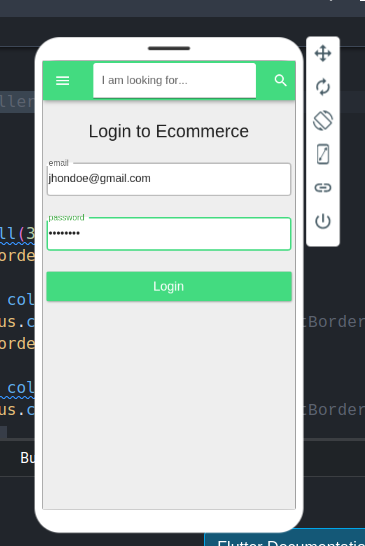 I am looking for...
ller
Login to Ecommerce
email
jhondoe@gmail.com
password
••••••••
ll(3
orde
Login
col
us.c
tBorder
orde
col
us.c
tBorder
Bu
Flutter Documentatio